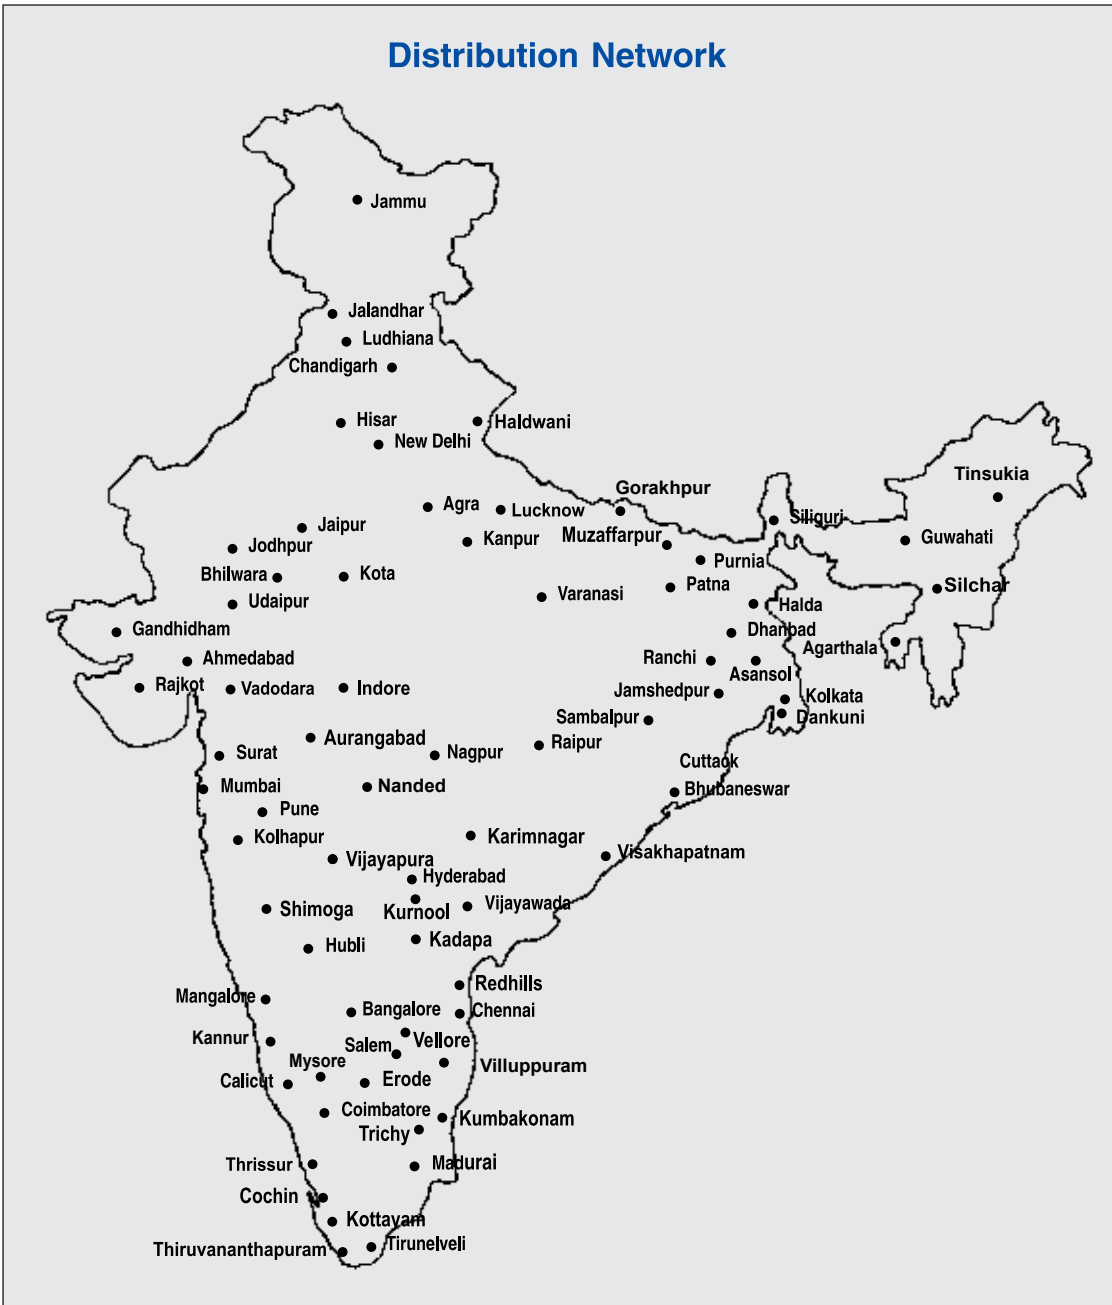 Distribution Network
Jammu
Jalandhar
Ludhiana
Chandigarh
Hisar
Haldwani
New Delhi
Tinsukia
Gorakhpur
Agra
Lucknow
Siliguri
Jaipur
Muzaffarpur
Guwahati
Kanpur
Jodhpur
Purnia
Bhilwara
Kota
Patna
Silchar
Varanasi
Udaipur
Halda
Gandhidham
Dhanbad
Agarthala
Ahmedabad
Ranchi
Asansol
Rajkot
Vadodara
Indore
Jamshedpur
Kolkata
Sambalpur
Dankuni
Aurangabad
Surat
Nagpur
Raipur
Cuttack
Mumbai
Nanded
Bhubaneswar
Pune
Kolhapur
Karimnagar
Vijayapura
Visakhapatnam
Hyderabad
Shimoga
Kurnool
Vijayawada
Hubli
Kadapa
Redhills
Mangalore
Bangalore
Chennai
Kannur
Salem
Vellore
Mysore
Villuppuram
Calicut
Erode
Coimbatore
Kumbakonam
Trichy
Thrissur
Madurai
Cochin
Kottayam
Thiruvananthapuram
Tirunelveli